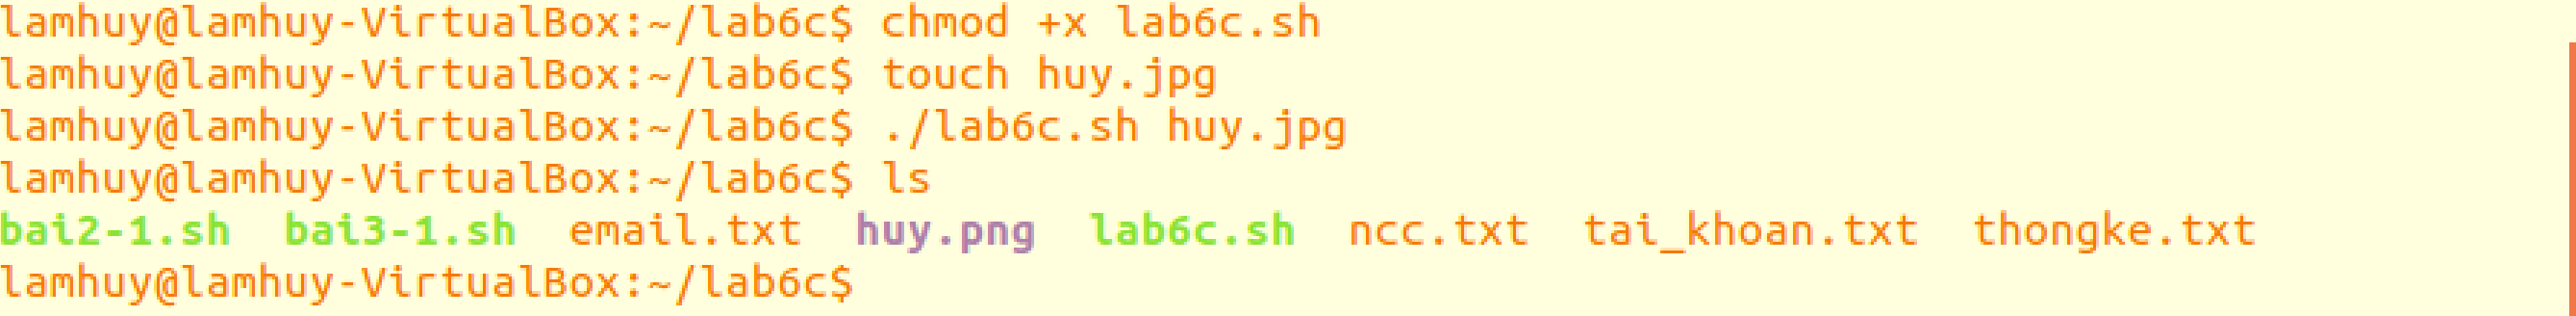 lamhuy@lamhuy-VirtualBox:~/lab6c$ chmod +x lab6c.sh
lamhuy@lamhuy-VirtualBox:~/lab6c$ touch huy.jpg
lamhuy@lamhuy-VirtualBox:~/lab6c$ ./lab6c.sh huy.jpg
lamhuy@lamhuy-VirtualBox:~/lab6c$ ls
bai2-1.sh  bai3-1.sh  email.txt  huy.png  lab6c.sh  ncc.txt  tai_khoan.txt  thongke.txt
lamhuy@lamhuy-VirtualBox:~/lab6c$